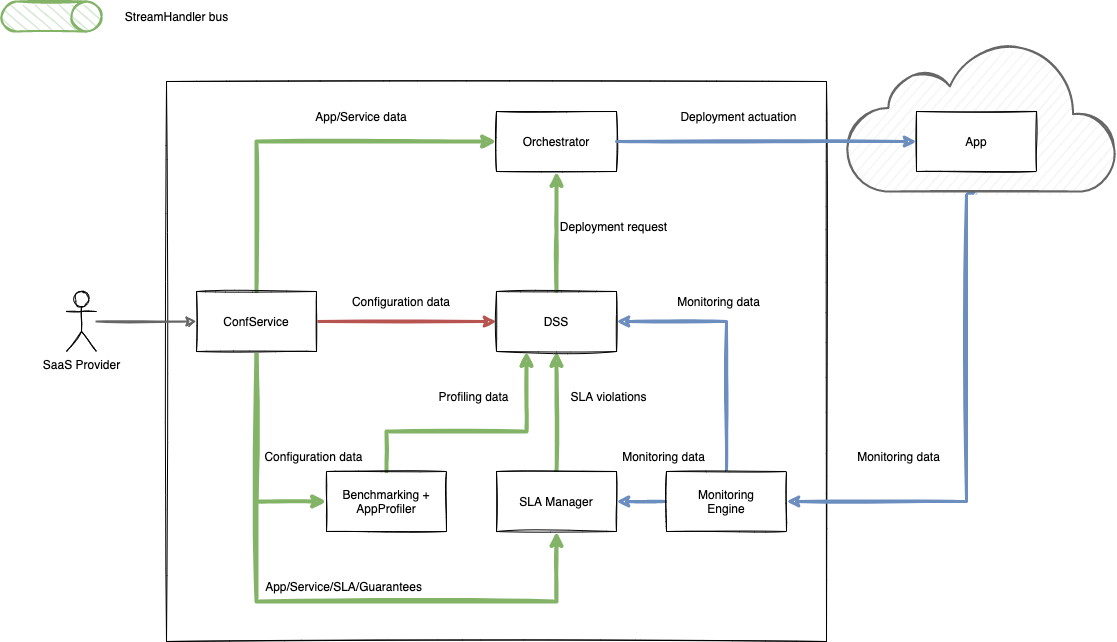 StreamHandler bus
App/Service data
Deployment actuation
Orchestrator
App
Deployment request
Configuration data
Monitoring data
ConfService
DSS
SaaS Provider
Profiling data
SLA violations
Configuration data
Monitoring data
Monitoring data
Benchmarking +
AppProfiler
SLA Manager
Monitoring
Engine
App/Service/SLA/Guarantees